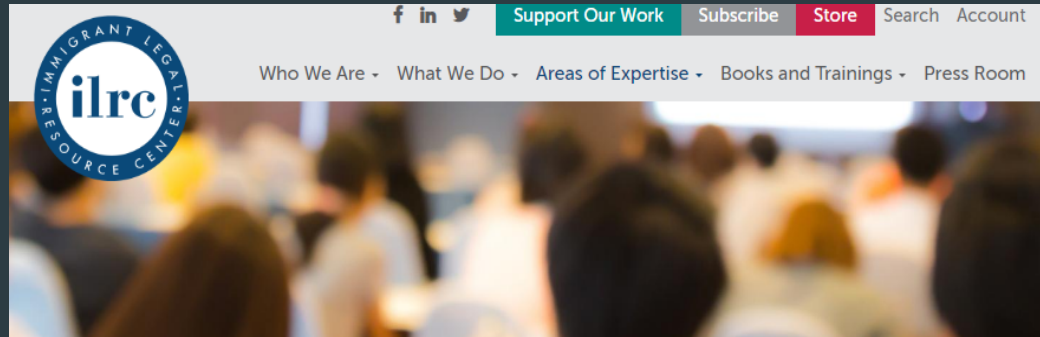 Support Our Work Subscribe Store Search Account
Who We Are What We Do Areas of Expertise Books and Trainings Press Room
IMMIGRANT LEGAL
ilrc
RESOURCE CENTER